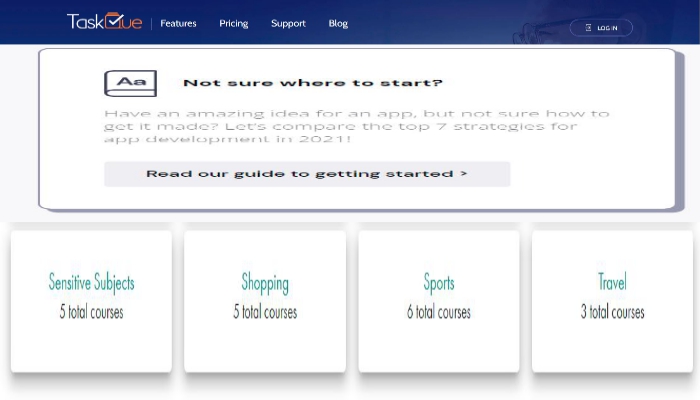 TaskQue
Features Pricing Support Blog
LOG IN
Aa
Not sure where to start?
Have an amazing idea for an app, but not sure how to
get it made? Let's compare the top 7 strategies for
app development in 2021!
Read our guide to getting started >
Sensitive Subjects
5 total courses
Shopping
5 total courses
Sports
6 total courses
Travel
3 total courses